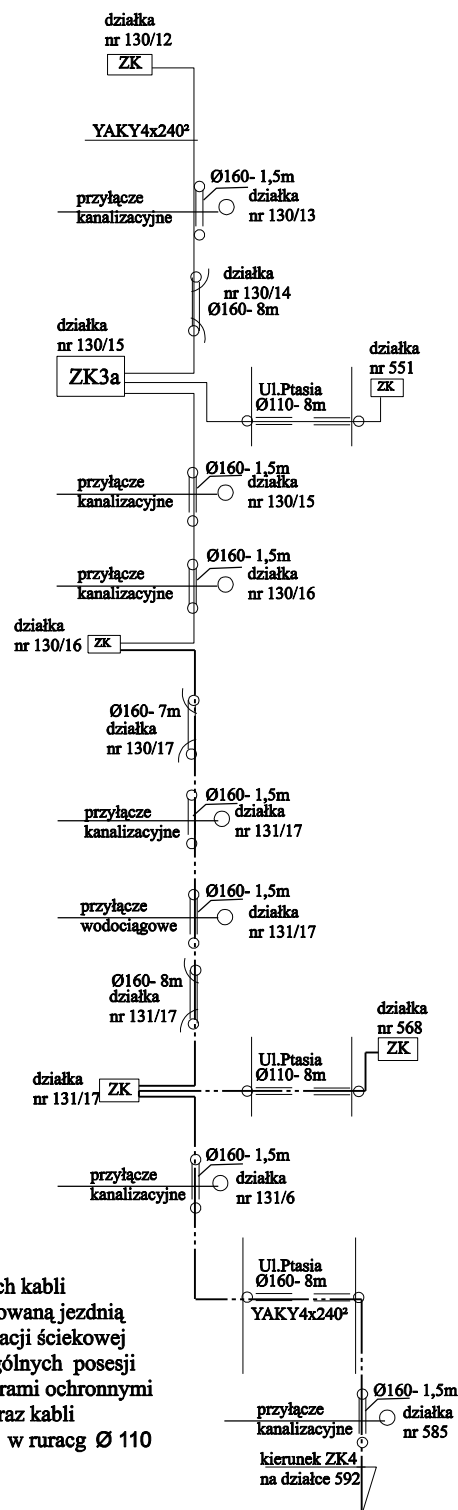 działka
nr 130/12
ZK
YAKY4x240²
Ø160- 1,5m
przyłącze
kanalizacyjne
działka
nr 130/13
działka
nr 130/14
Ø160- 8m
działka
nr 130/15
ZK3a
Ul.Ptasia
Ø110- 8m
działka
nr 551
ZK
Ø160- 1,5m
przyłącze
kanalizacyjne
działka
nr 130/15
Ø160- 1,5m
przyłącze
kanalizacyjne
działka
nr 130/16
działka
nr 130/16
ZK
Ø160- 7m
działka
nr 130/17
Ø160- 1,5m
przyłącze
kanalizacyjne
działka
nr 131/17
Ø160- 1,5m
przyłącze
wodociągowe
działka
nr 131/17
Ø160- 8m
działka
nr 131/17
działka
nr 568
ZK
Ul.Ptasia
Ø110- 8m
działka
nr 131/17
ZK
Ø160- 1,5m
przyłącze
kanalizacyjne
działka
nr 131/6
Ul.Ptasia
Ø160- 8m
YAKY4x240²
ch kabli
owaną jezdnią
acji ściekowej
gólnych posesji
rami ochronnymi
raz kabli
w ruracg Ø 110
Ø160- 1,5m
przyłącze
kanalizacyjne
działka
nr 585
kierunek ZK4
na działce 592